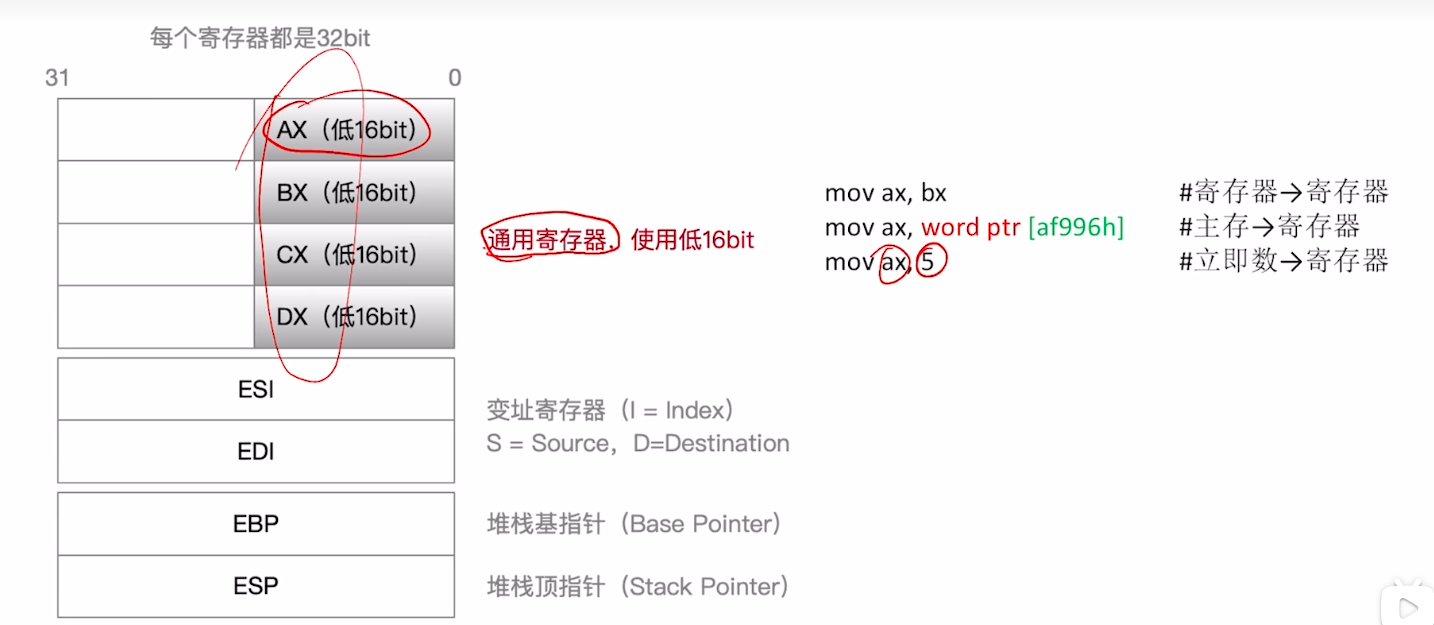 每个寄存器都是32bit
31 0
AX（低16bit）
BX（低16bit）
CX（低16bit）
DX（低16bit）
通用寄存器，使用低16bit
mov ax, bx #寄存器→寄存器
mov ax, word ptr [af996h] #主存→寄存器
mov ax, 5 #立即数→寄存器
ESI
EDI
变址寄存器（I = Index）
S = Source，D=Destination
EBP
堆栈基指针（Base Pointer）
ESP
堆栈顶指针（Stack Pointer）